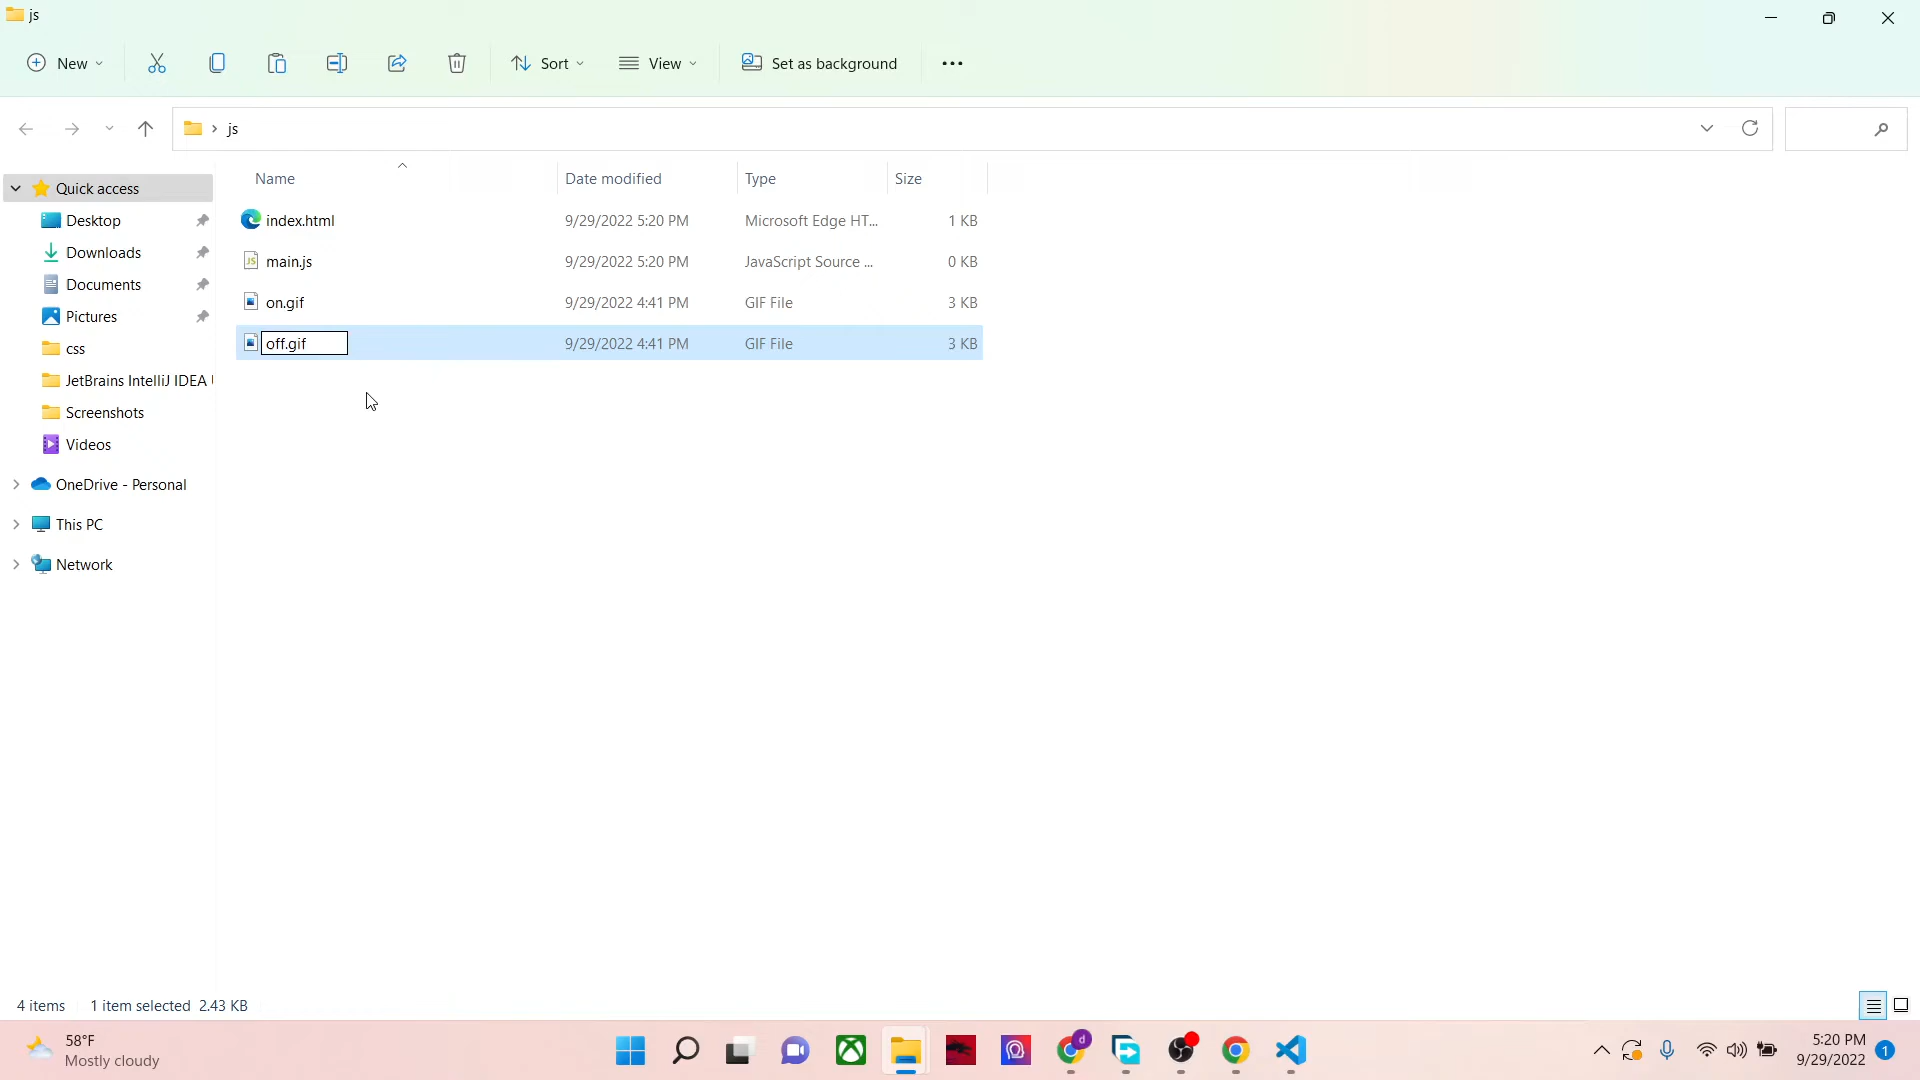 js
New
Sort
View
Set as background
js
Name
Date modified
Type
Size
Quick access
Desktop
Downloads
Documents
Pictures
css
JetBrains IntelliJ IDEA
Screenshots
Videos
OneDrive - Personal
This PC
Network
index.html 9/29/2022 5:20 PM Microsoft Edge HT... 1 KB
main.js 9/29/2022 5:20 PM JavaScript Source ... 0 KB
on.gif 9/29/2022 4:41 PM GIF File 3 KB
off.gif 9/29/2022 4:41 PM GIF File 3 KB
4 items 1 item selected 2.43 KB
58°F
Mostly cloudy
d
5:20 PM
9/29/2022
1